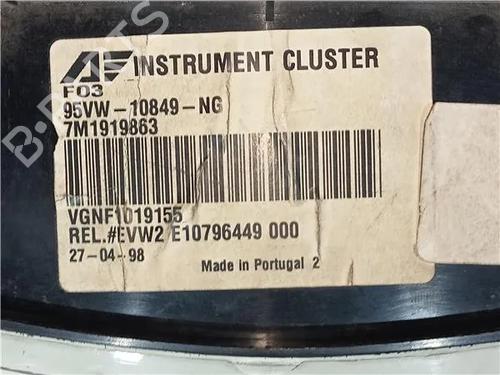 AF INSTRUMENT CLUSTER
F03
95VW-10849-NG
7M1919863
VGNF1019155
REL.#EVW2 E10796449 000
27-04-98
Made in Portugal 2